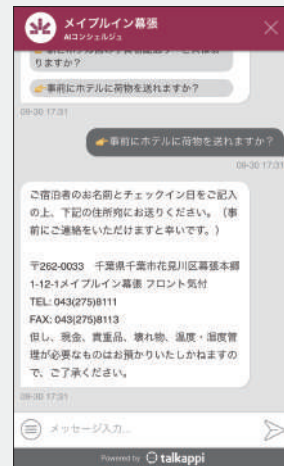 メイプルイン幕張
AIコンシェルジュ
りますか?
👉事前にホテルに荷物を送れますか?
09-30 17:31
👉事前にホテルに荷物を送れますか?
09-30 17:31
ご宿泊者のお名前とチェックイン日をご記入
の上、下記の住所宛にお送りください。(事
前にご連絡をいただけますと幸いです。)
〒262-0033 千葉県千葉市花見川区幕張本郷
1-12-1メイプルイン幕張 フロント気付
TEL: 043(275)8111
FAX: 043(275)8113
但し、現金、貴重品、壊れ物、温度・湿度管
理が必要なものはお預かりいたしかねますの
で、ご了承ください。
09-30 17:31
メッセージ入力...
Powered by talkappi